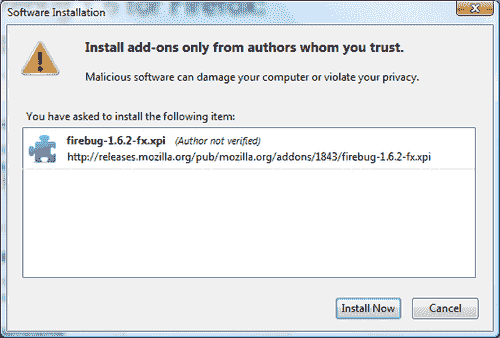 Software Installation
Install add-ons only from authors whom you trust.
Malicious software can damage your computer or violate your privacy.
You have asked to install the following item:
firebug-1.6.2-fx.xpi (Author not verified)
http://releases.mozilla.org/pub/mozilla.org/addons/1843/firebug-1.6.2-fx.xpi
Install Now Cancel